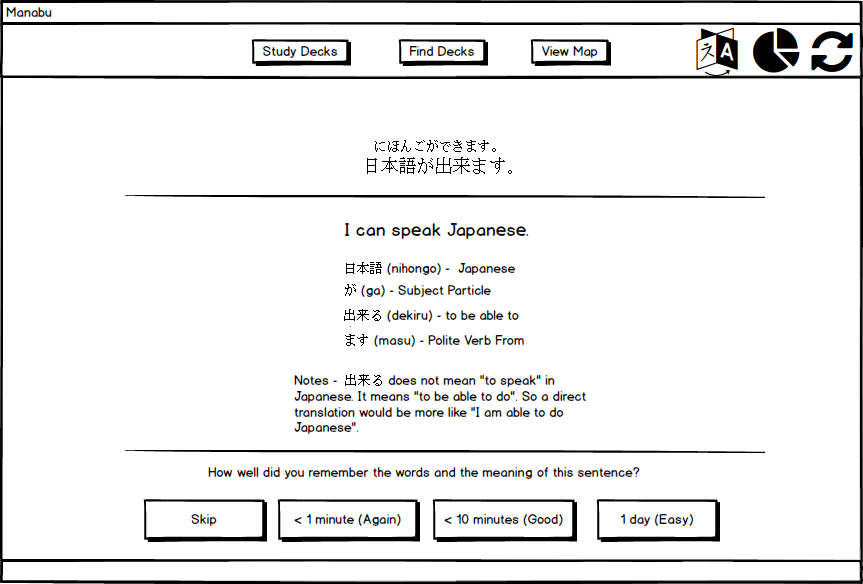 Manabu
Study Decks
Find Decks
View Map
え A
にほんごができます。
日本語が出来ます。
I can speak Japanese.
日本語 (nihongo) - Japanese
が (ga) - Subject Particle
出来る (dekiru) - to be able to
ます (masu) - Polite Verb From
Notes - 出来る does not mean "to speak" in
Japanese. It means "to be able to do". So a direct
translation would be more like "I am able to do
Japanese".
How well did you remember the words and the meaning of this sentence?
Skip
< 1 minute (Again)
< 10 minutes (Good)
1 day (Easy)